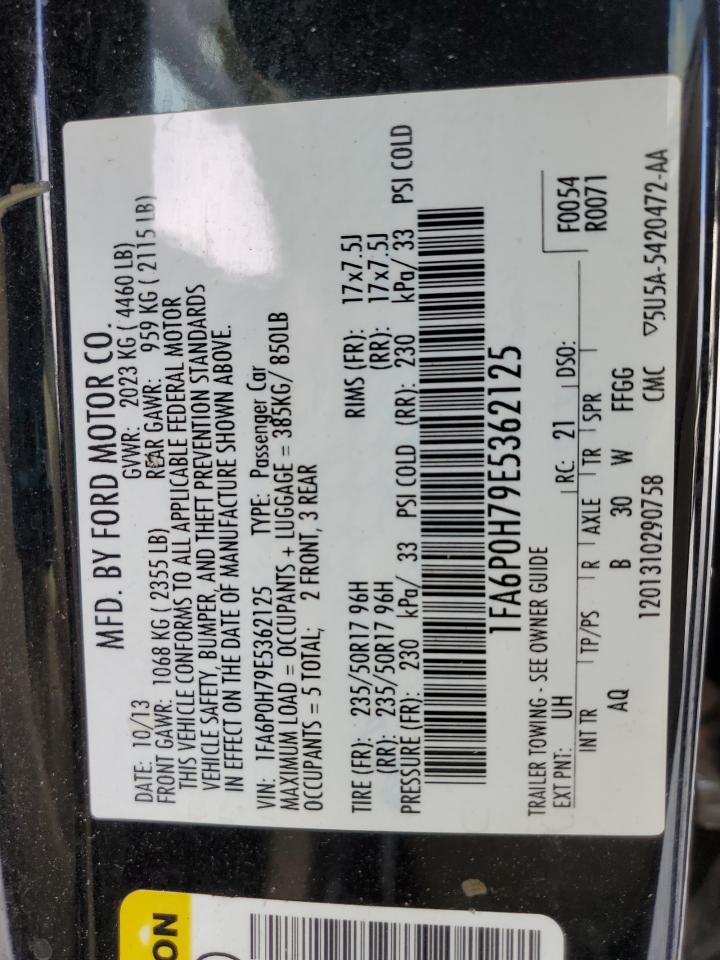 MFD. BY FORD MOTOR CO.
DATE: 10/13 GVWR: 2023 KG ( 4460 LB)
FRONT GAWR: 1068 KG ( 2355 LB) REAR GAWR: 959 KG ( 2115 LB)
THIS VEHICLE CONFORMS TO ALL APPLICABLE FEDERAL MOTOR
VEHICLE SAFETY, BUMPER, AND THEFT PREVENTION STANDARDS
IN EFFECT ON THE DATE OF MANUFACTURE SHOWN ABOVE.
VIN: 1FA6P0H79E5362125 TYPE: Passenger Car
MAXIMUM LOAD = OCCUPANTS + LUGGAGE = 385KG/ 850LB
OCCUPANTS = 5 TOTAL; 2 FRONT, 3 REAR
TIRE (FR): 235/50R17 96H RIMS (FR): 17x7.5J
(RR): 235/50R17 96H (RR): 17x7.5J
PRESSURE (FR): 230 kPa/ 33 PSI COLD (RR): 230 kPa/ 33 PSI COLD
1FA6P0H79E5362125
TRAILER TOWING - SEE OWNER GUIDE
EXT PNT: UH RC: 21 DSO:
F0054
R0071
INT TR TP/PS R AXLE TR SPR
AQ B 30 W FFGG
1201310290758 CMC ▽5U5A-5420472-AA
ON